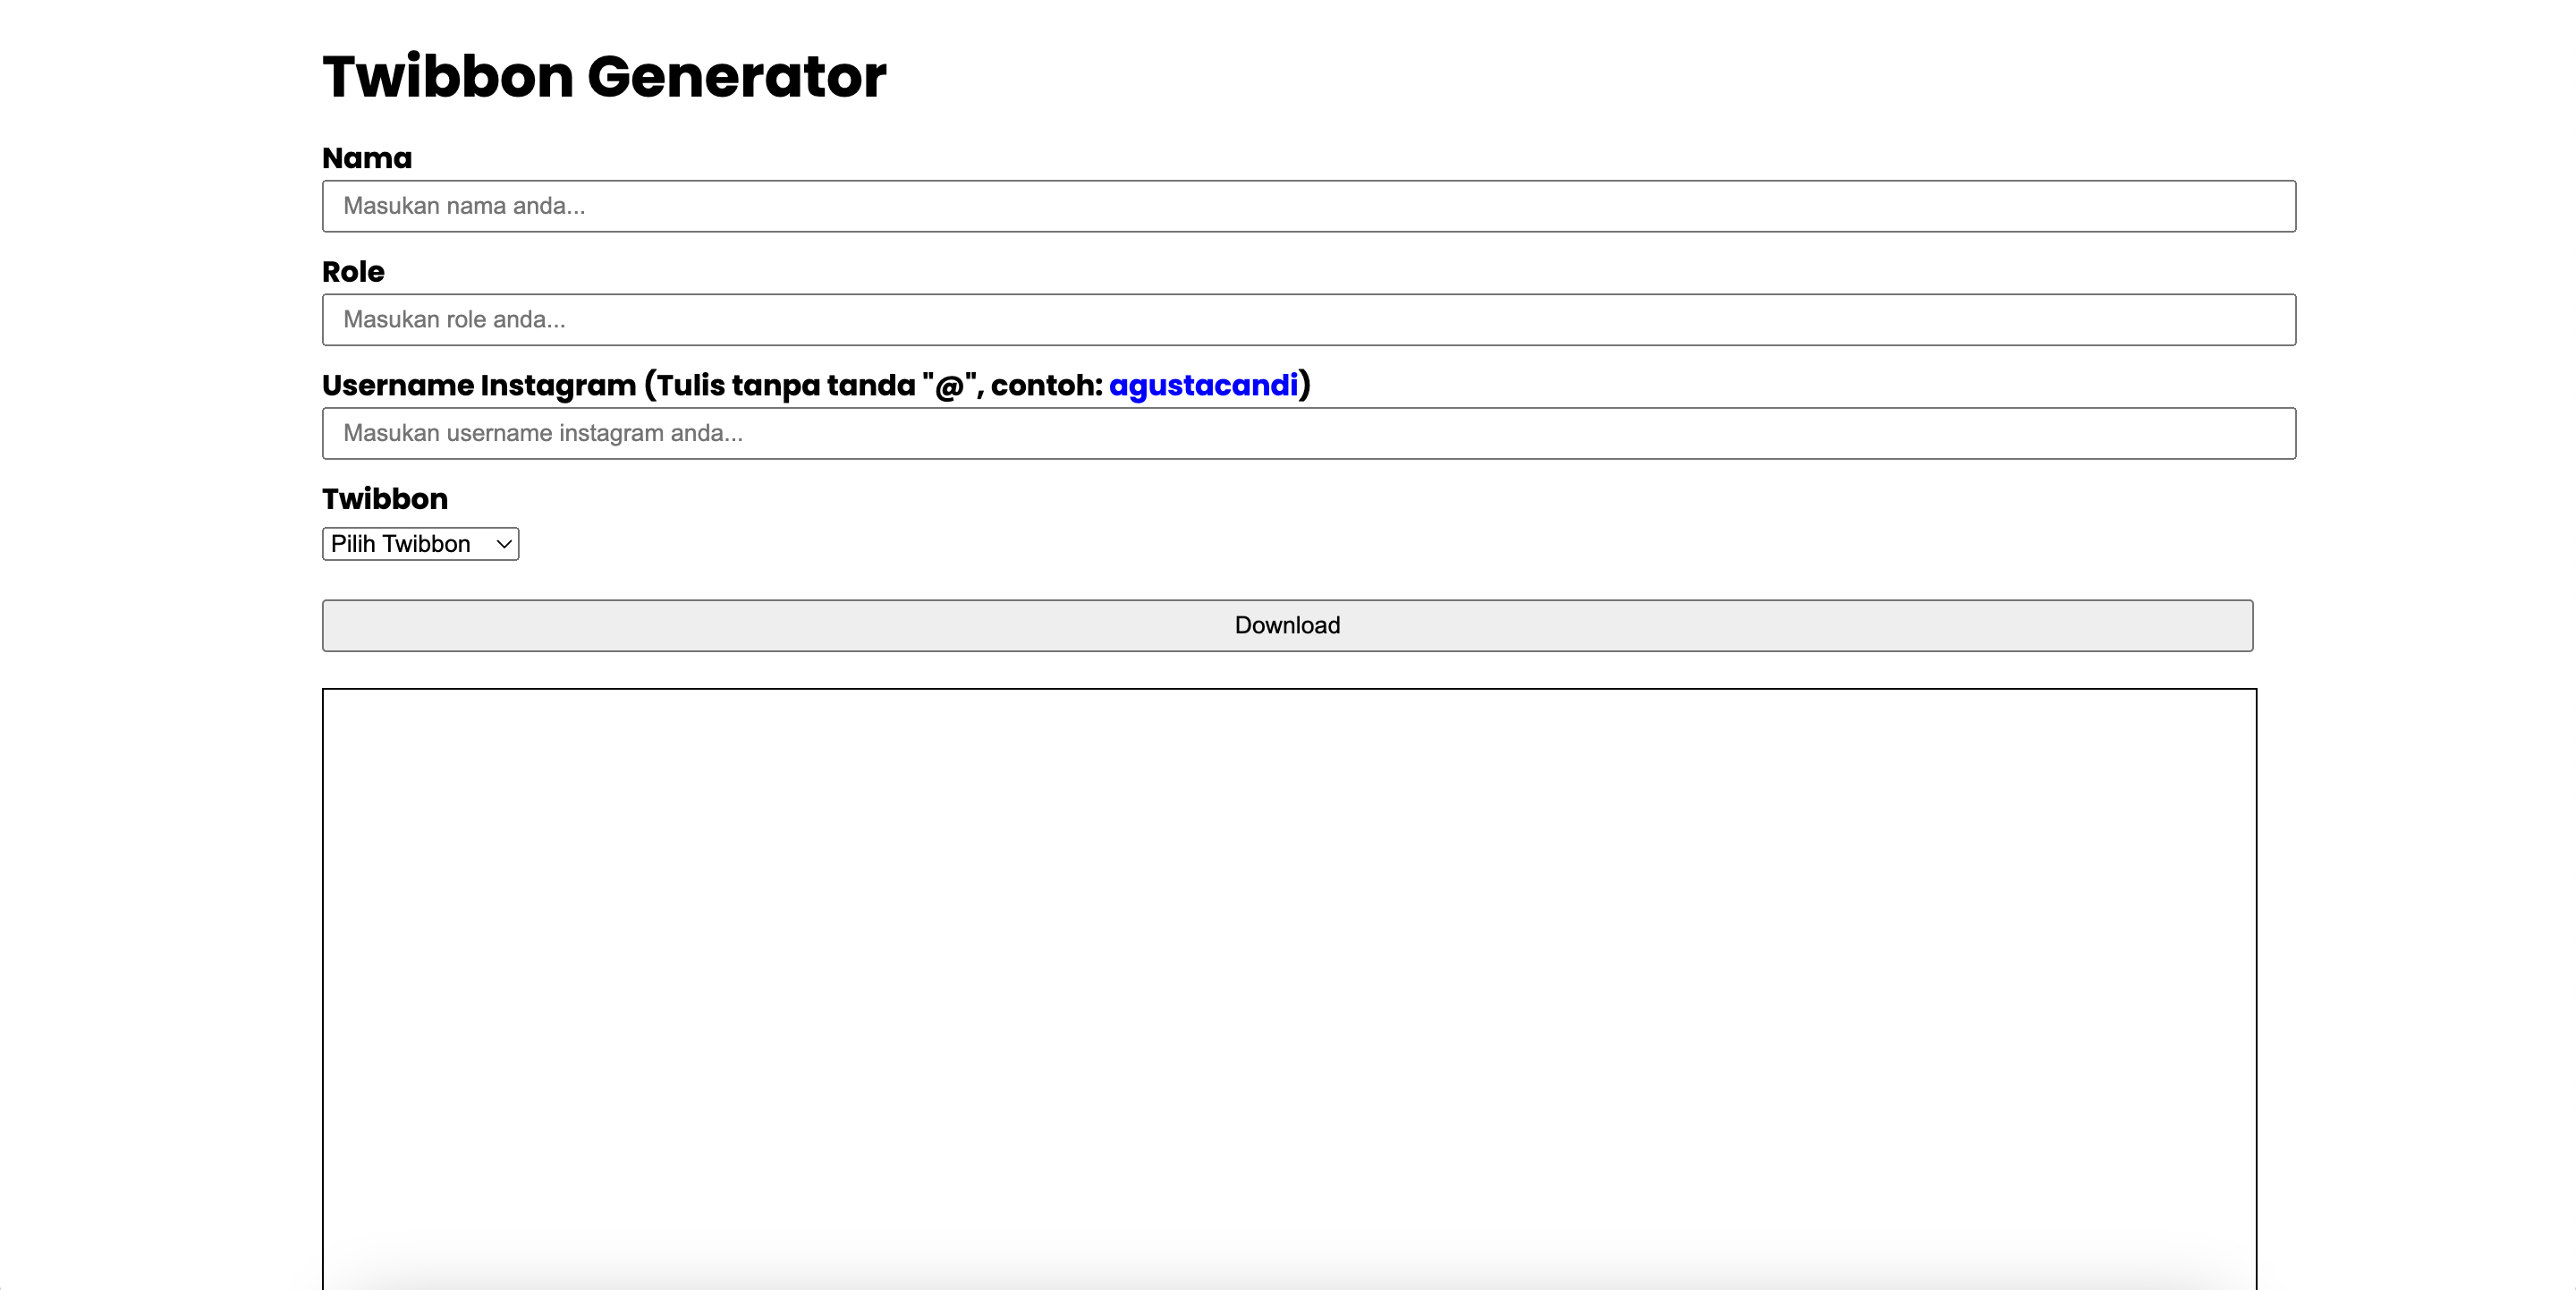 Twibbon Generator
Nama
Masukan nama anda...
Role
Masukan role anda...
Username Instagram (Tulis tanpa tanda "@", contoh: agustacandi)
Masukan username instagram anda...
Twibbon
Pilih Twibbon
Download